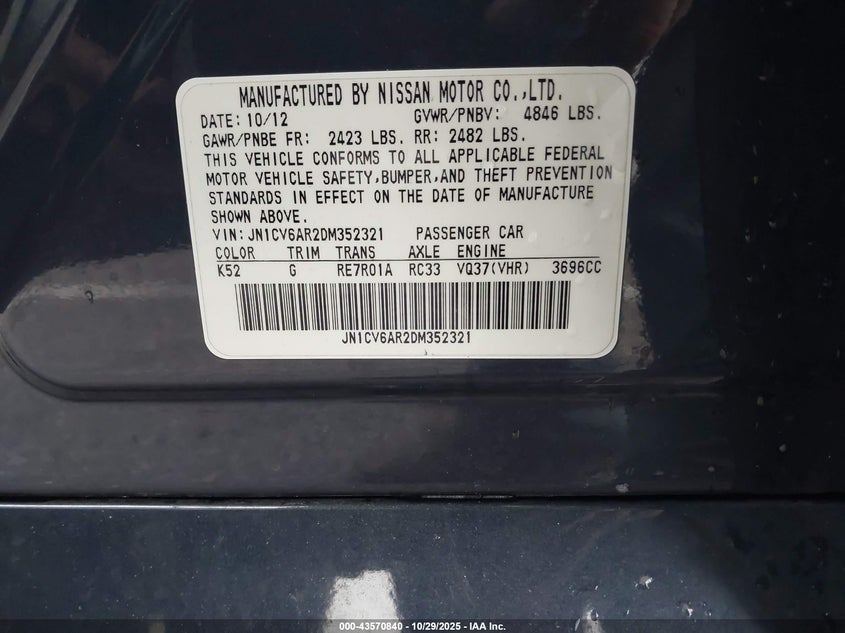 MANUFACTURED BY NISSAN MOTOR CO.,LTD.
DATE: 10/12 GVWR/PNBV: 4846 LBS.
GAWR/PNBE FR: 2423 LBS. RR: 2482 LBS.
THIS VEHICLE CONFORMS TO ALL APPLICABLE FEDERAL
MOTOR VEHICLE SAFETY,BUMPER,AND THEFT PREVENTION
STANDARDS IN EFFECT ON THE DATE OF MANUFACTURE
SHOWN ABOVE.
VIN: JN1CV6AR2DM352321 PASSENGER CAR
COLOR TRIM TRANS AXLE ENGINE
K52 G RE7R01A RC33 VQ37(VHR) 3696CC
JN1CV6AR2DM352321
000-43570840 - 10/29/2025 - IAA Inc.